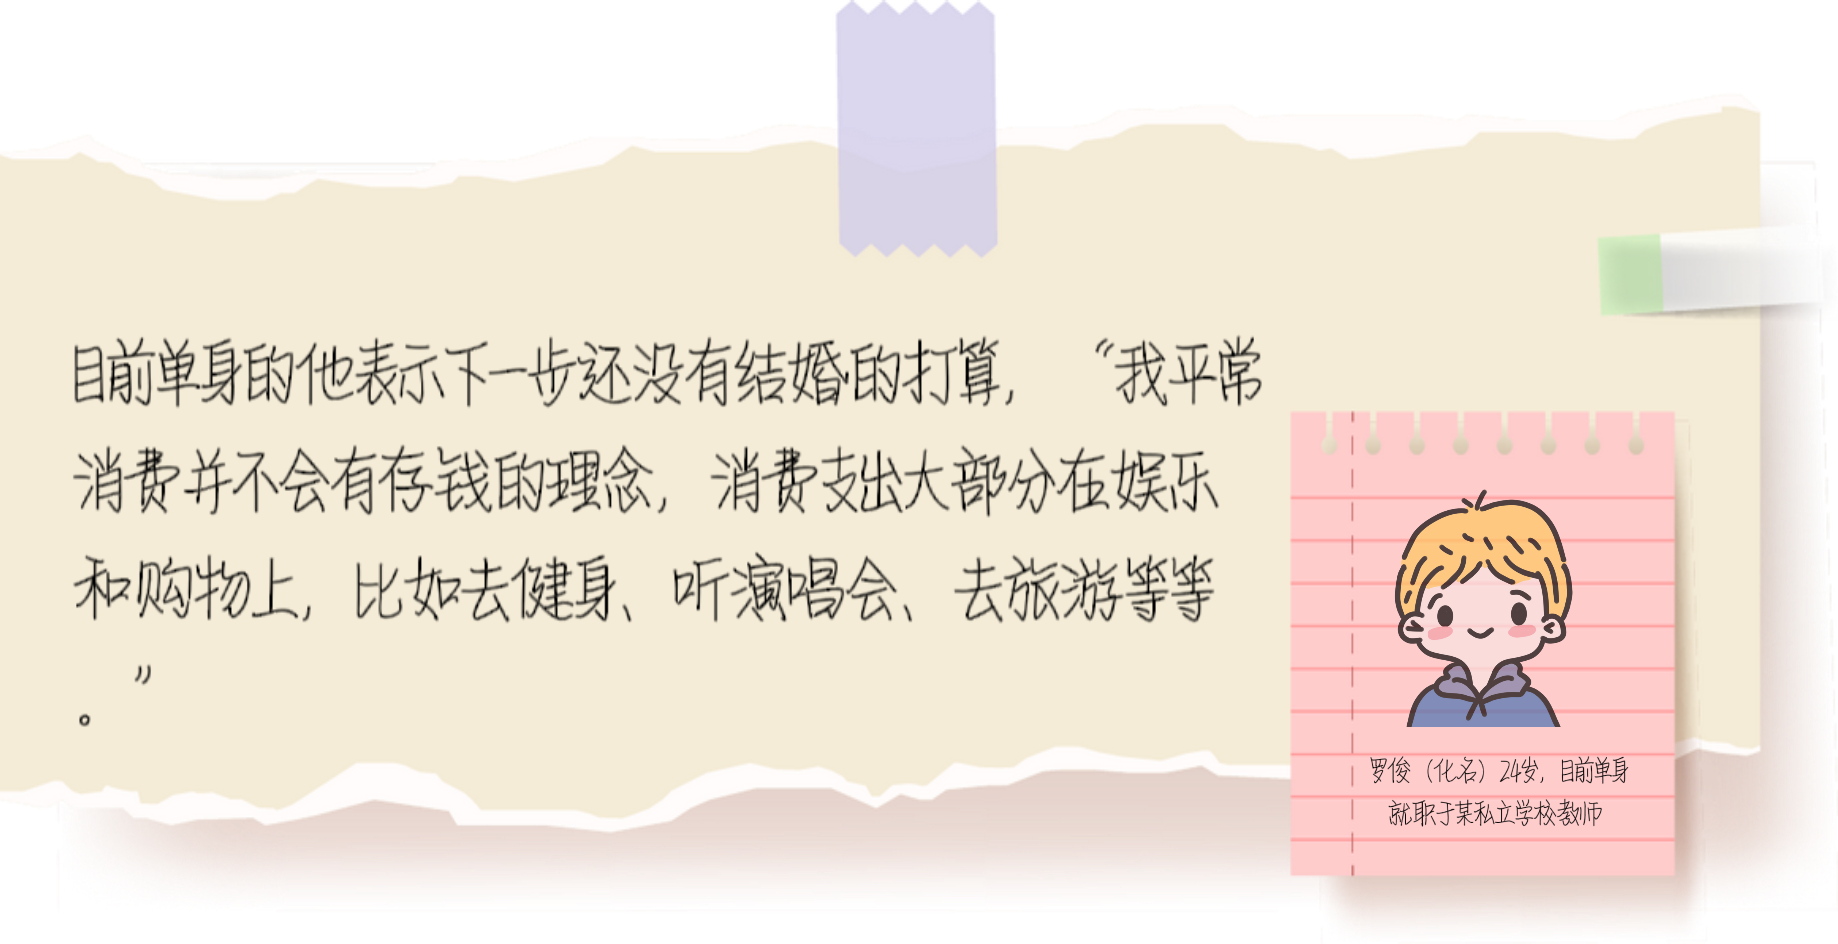 目前单身的他表示下一步还没有结婚的打算，“我平常
消费并不会有存钱的理念，消费支出大部分在娱乐
和购物上，比如去健身、听演唱会、去旅游等等
”
。
罗俊（化名）24岁，目前单身
就职于某私立学校教师